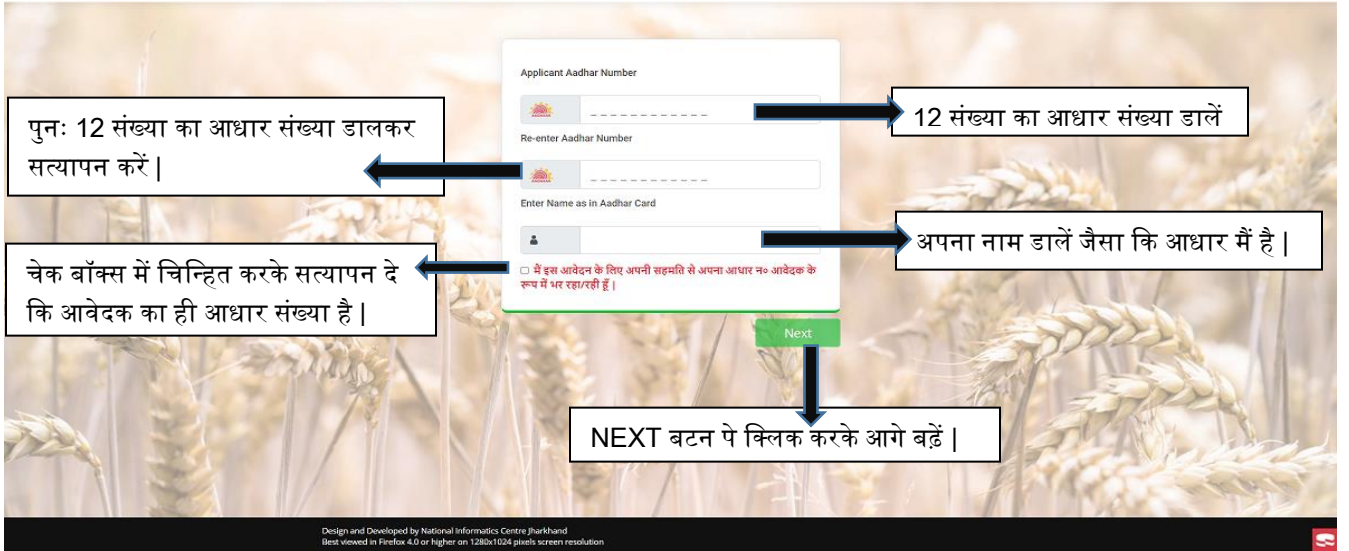 Applicant Aadhar Number
12 संख्या का आधार संख्या डालें
पुनः 12 संख्या का आधार संख्या डालकर
सत्यापन करें |
Re-enter Aadhar Number
Enter Name as in Aadhar Card
अपना नाम डालें जैसा कि आधार मैं है |
चेक बॉक्स में चिन्हित करके सत्यापन दे
कि आवेदक का ही आधार संख्या है |
मैं इस आवेदन के लिए अपनी सहमति से अपना आधार न० आवेदक के
रूप में भर रहा/रही हूँ |
Next
NEXT बटन पे क्लिक करके आगे बढ़ें |
Design and Developed by National Informatics Centre Jharkhand
Best viewed in Firefox 4.0 or higher on 1280x1024 pixels screen resolution